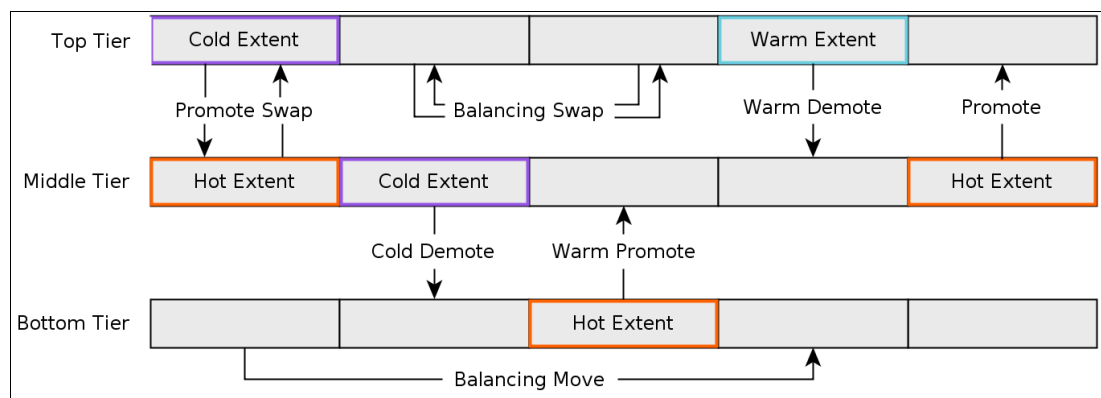 Top Tier
Cold Extent
Warm Extent
Promote Swap
Balancing Swap
Warm Demote
Promote
Middle Tier
Hot Extent
Cold Extent
Hot Extent
Cold Demote
Warm Promote
Bottom Tier
Hot Extent
Balancing Move